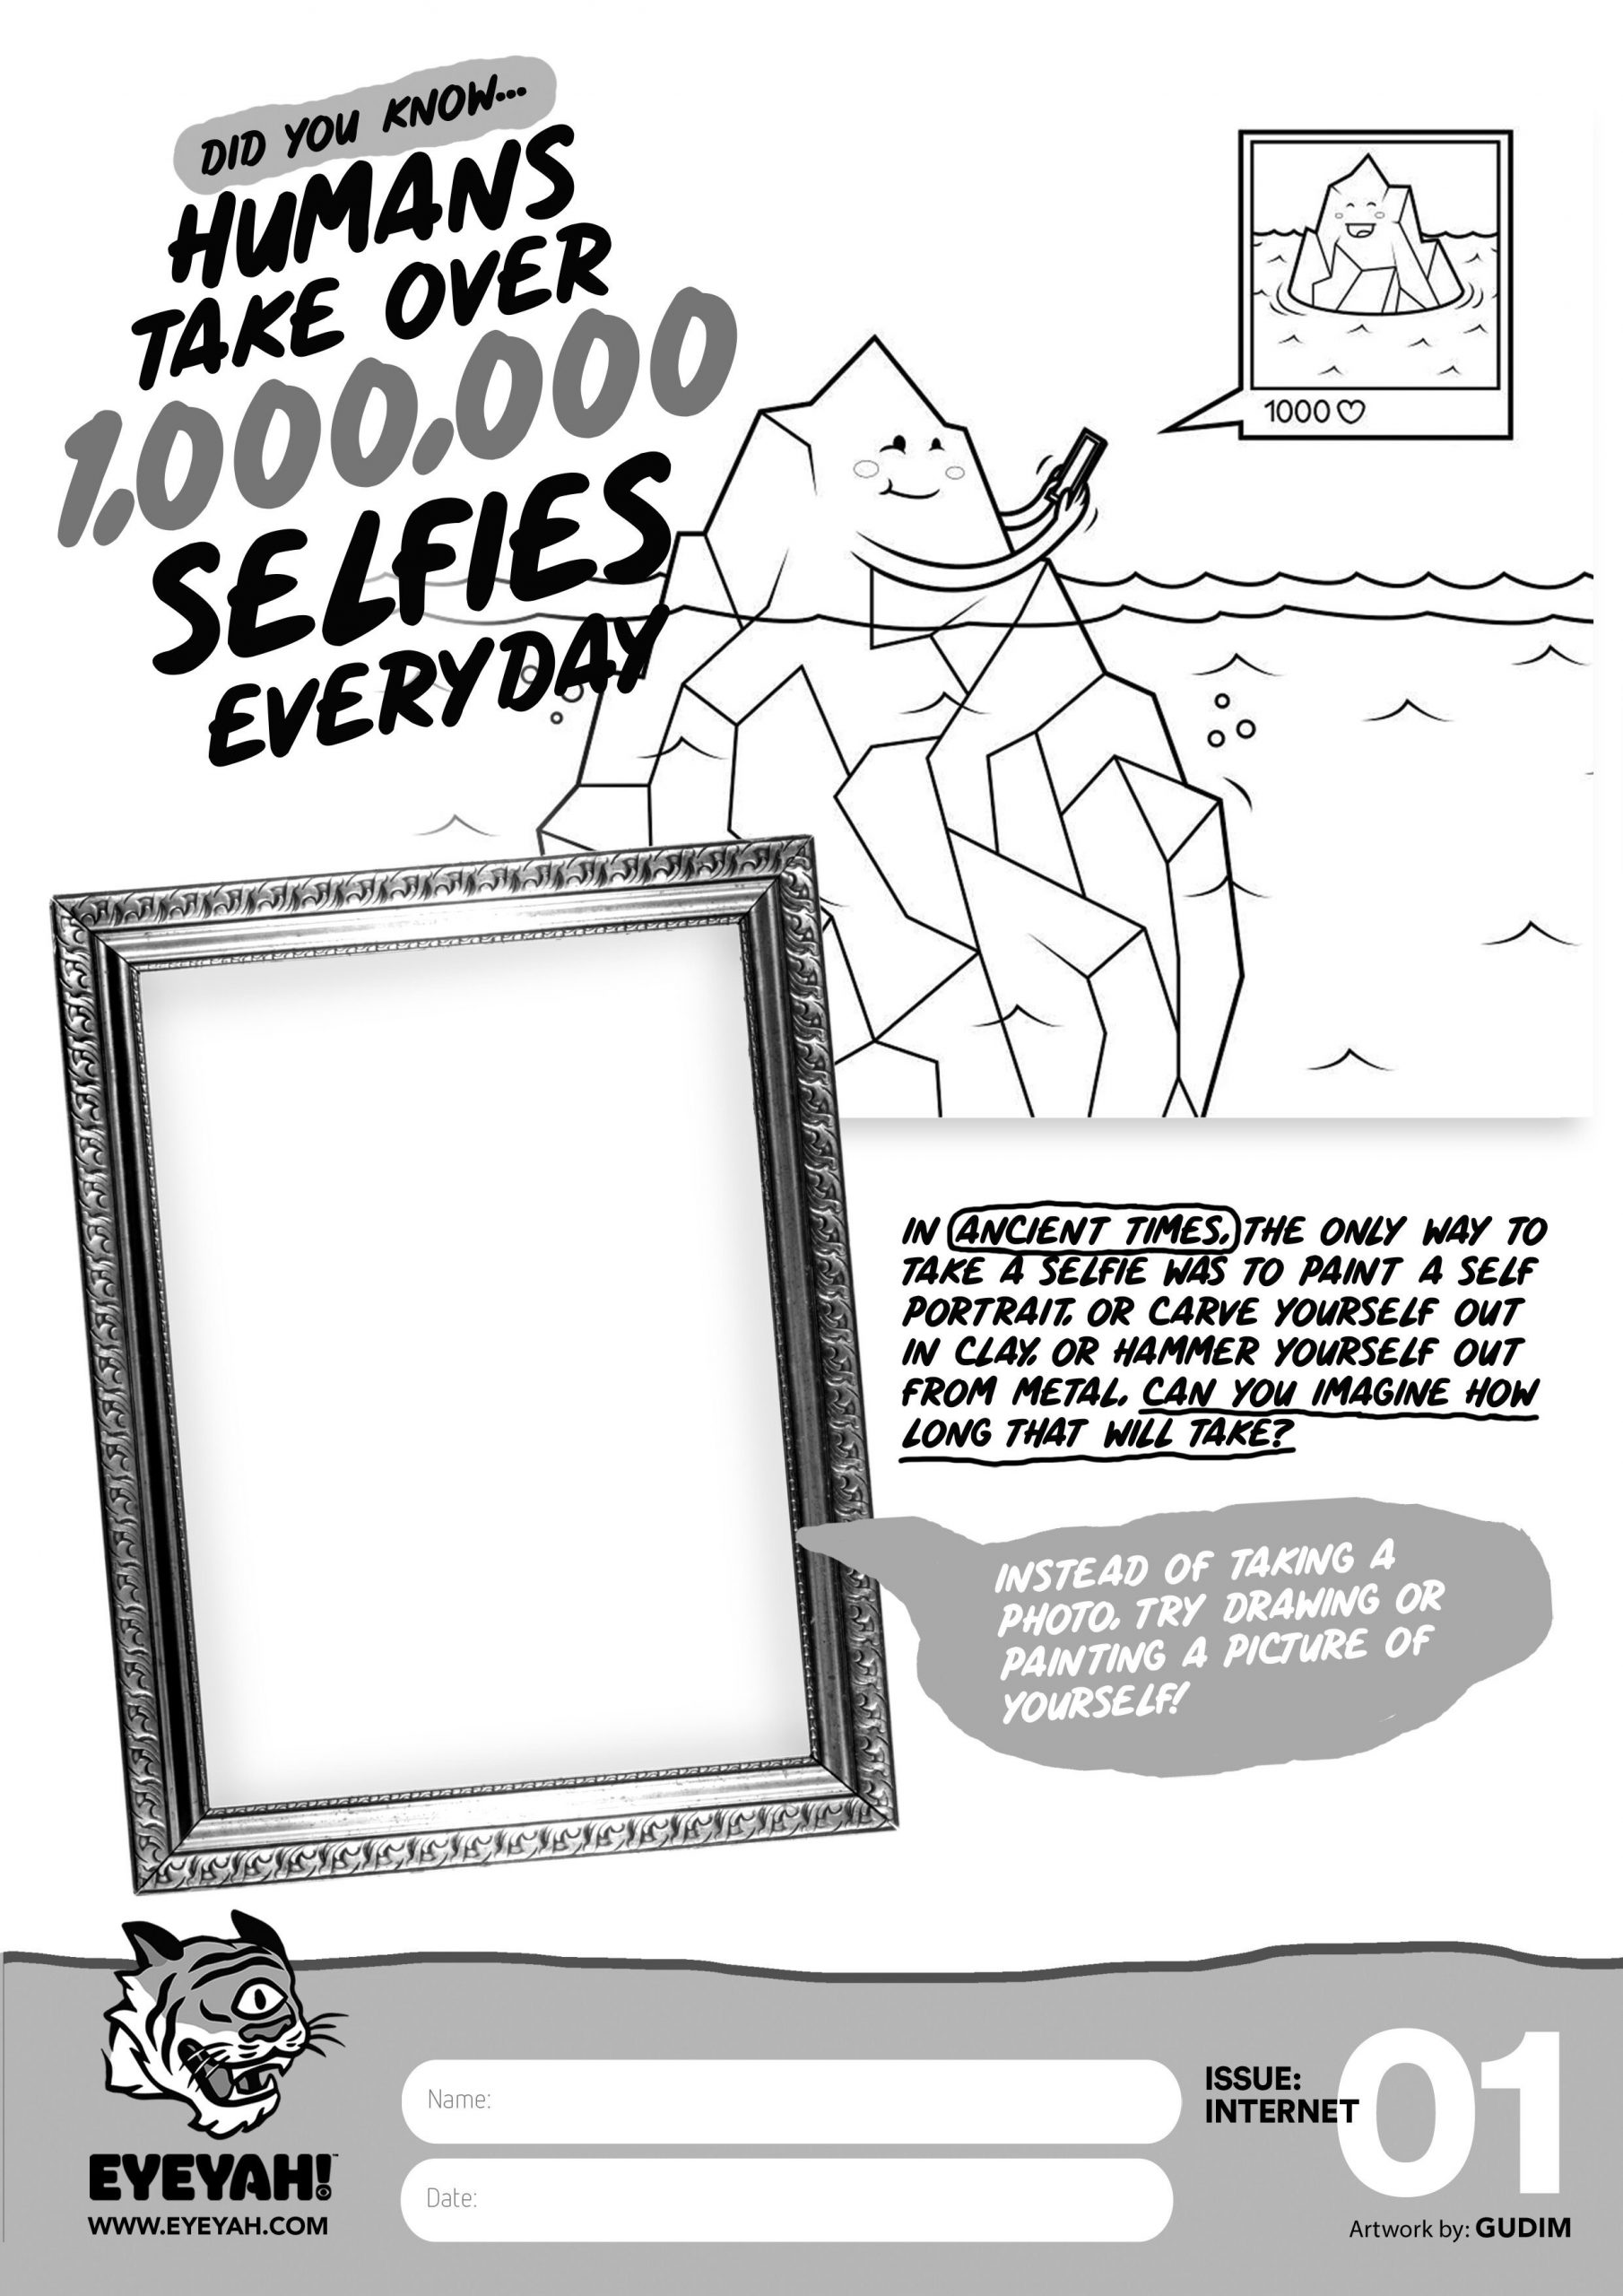 DID YOU KNOW...
HUMANS
TAKE OVER
1,000,000
SELFIES
EVERYDAY
1000♡
IN ANCIENT TIMES, THE ONLY WAY TO
TAKE A SELFIE WAS TO PAINT A SELF
PORTRAIT, OR CARVE YOURSELF OUT
IN CLAY, OR HAMMER YOURSELF OUT
FROM METAL. CAN YOU IMAGINE HOW
LONG THAT WILL TAKE?
INSTEAD OF TAKING A
PHOTO, TRY DRAWING OR
PAINTING A PICTURE OF
YOURSELF!
EYEYAH!™
WWW.EYEYAH.COM
Name:
Date:
ISSUE:
INTERNET
01
Artwork by: GUDIM